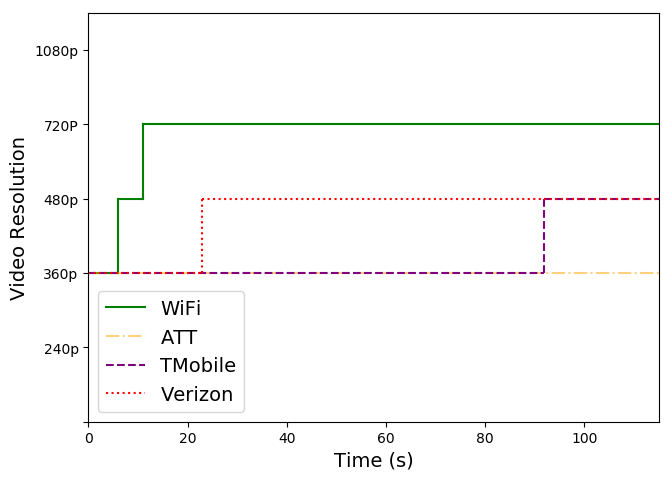 1080p
720P
480p
360p
240p
Video Resolution
WiFi
ATT
TMobile
Verizon
0 20 40 60 80 100
Time (s)